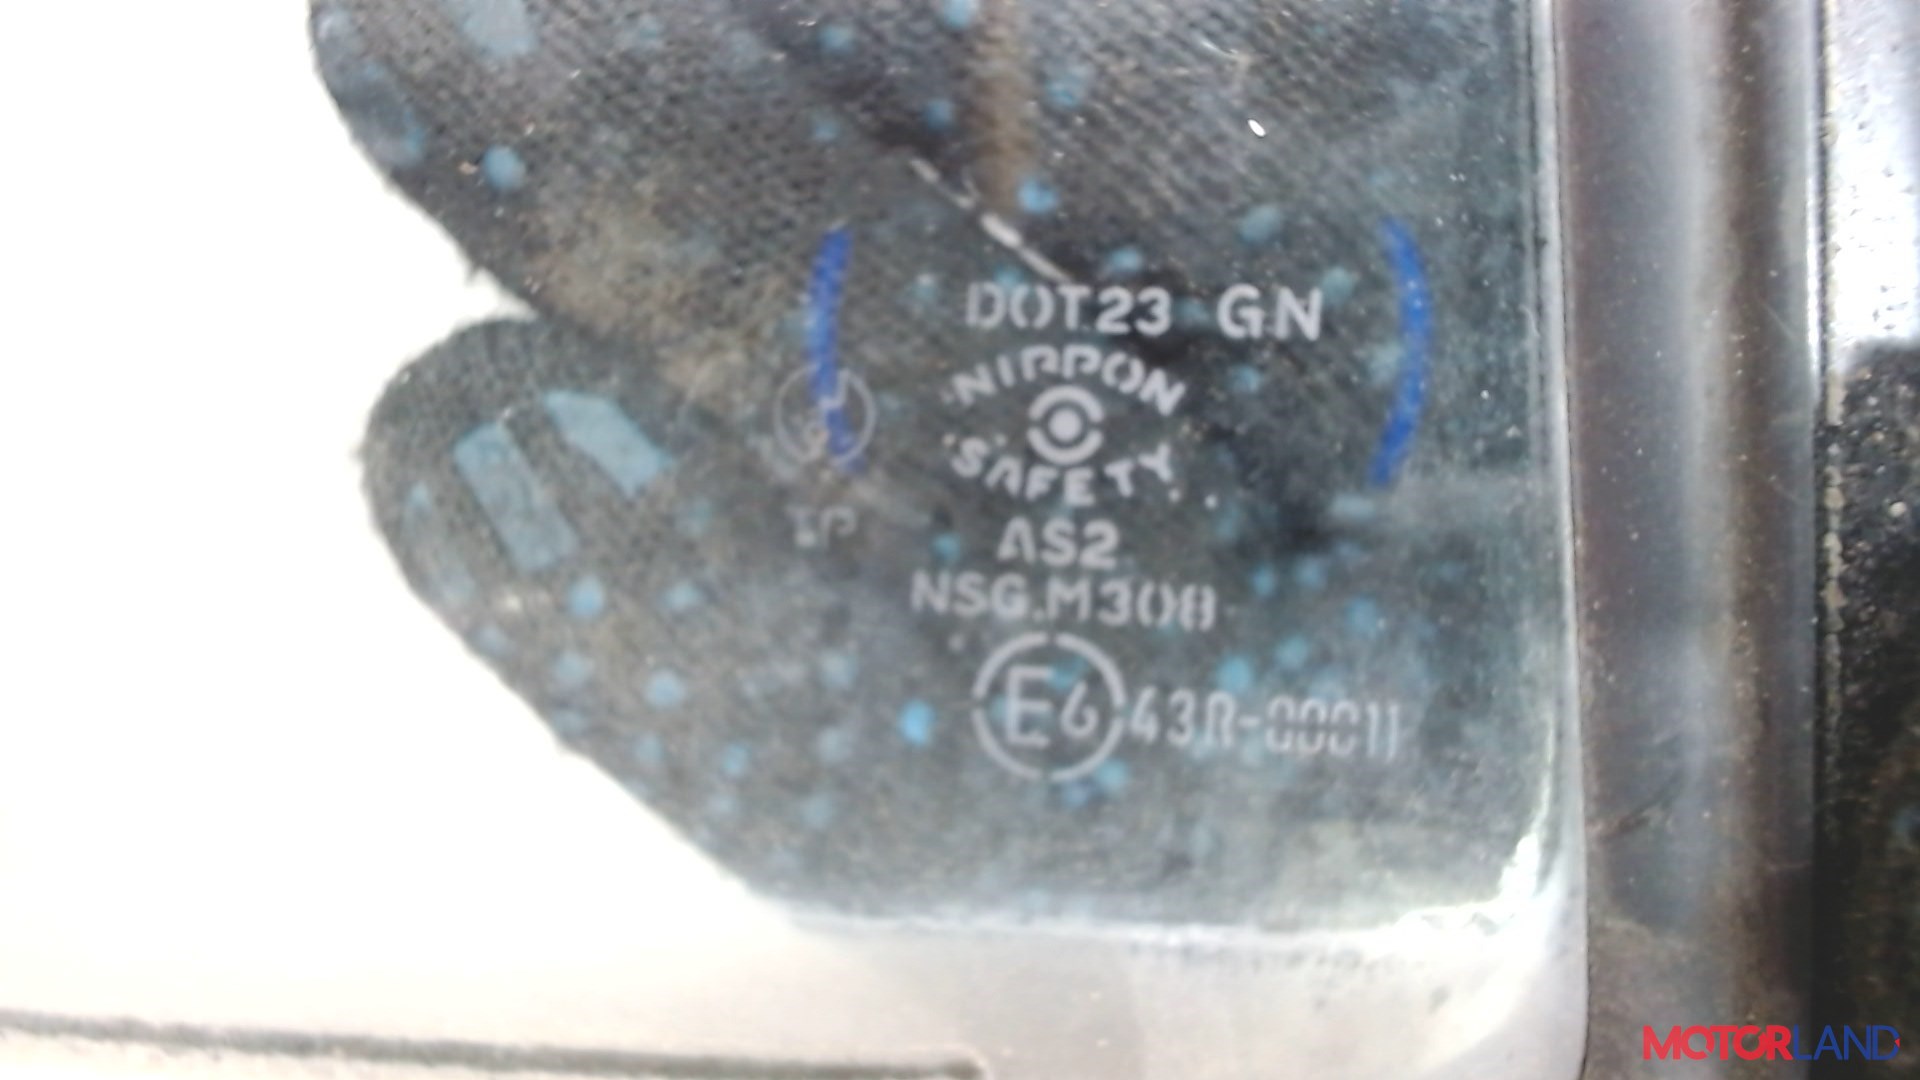 DOT23 GN
NIPPON
SAFETY
AS2
NSG.M308
E6 43R-00011
MOTORLAND